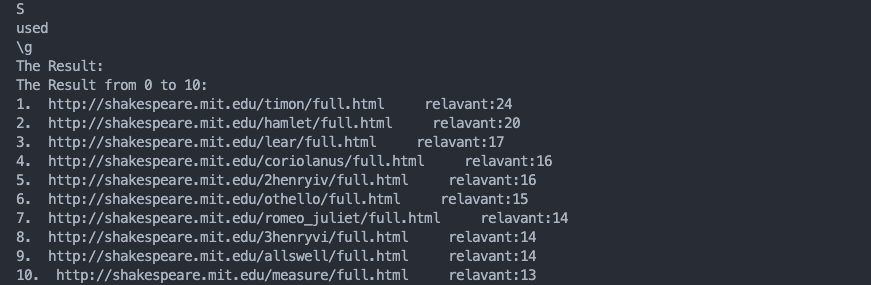 S
used
\g
The Result:
The Result from 0 to 10:
1.  http://shakespeare.mit.edu/timon/full.html     relavant:24
2.  http://shakespeare.mit.edu/hamlet/full.html     relavant:20
3.  http://shakespeare.mit.edu/lear/full.html     relavant:17
4.  http://shakespeare.mit.edu/coriolanus/full.html     relavant:16
5.  http://shakespeare.mit.edu/2henryiv/full.html     relavant:16
6.  http://shakespeare.mit.edu/othello/full.html     relavant:15
7.  http://shakespeare.mit.edu/romeo_juliet/full.html     relavant:14
8.  http://shakespeare.mit.edu/3henryvi/full.html     relavant:14
9.  http://shakespeare.mit.edu/allswell/full.html     relavant:14
10.  http://shakespeare.mit.edu/measure/full.html     relavant:13